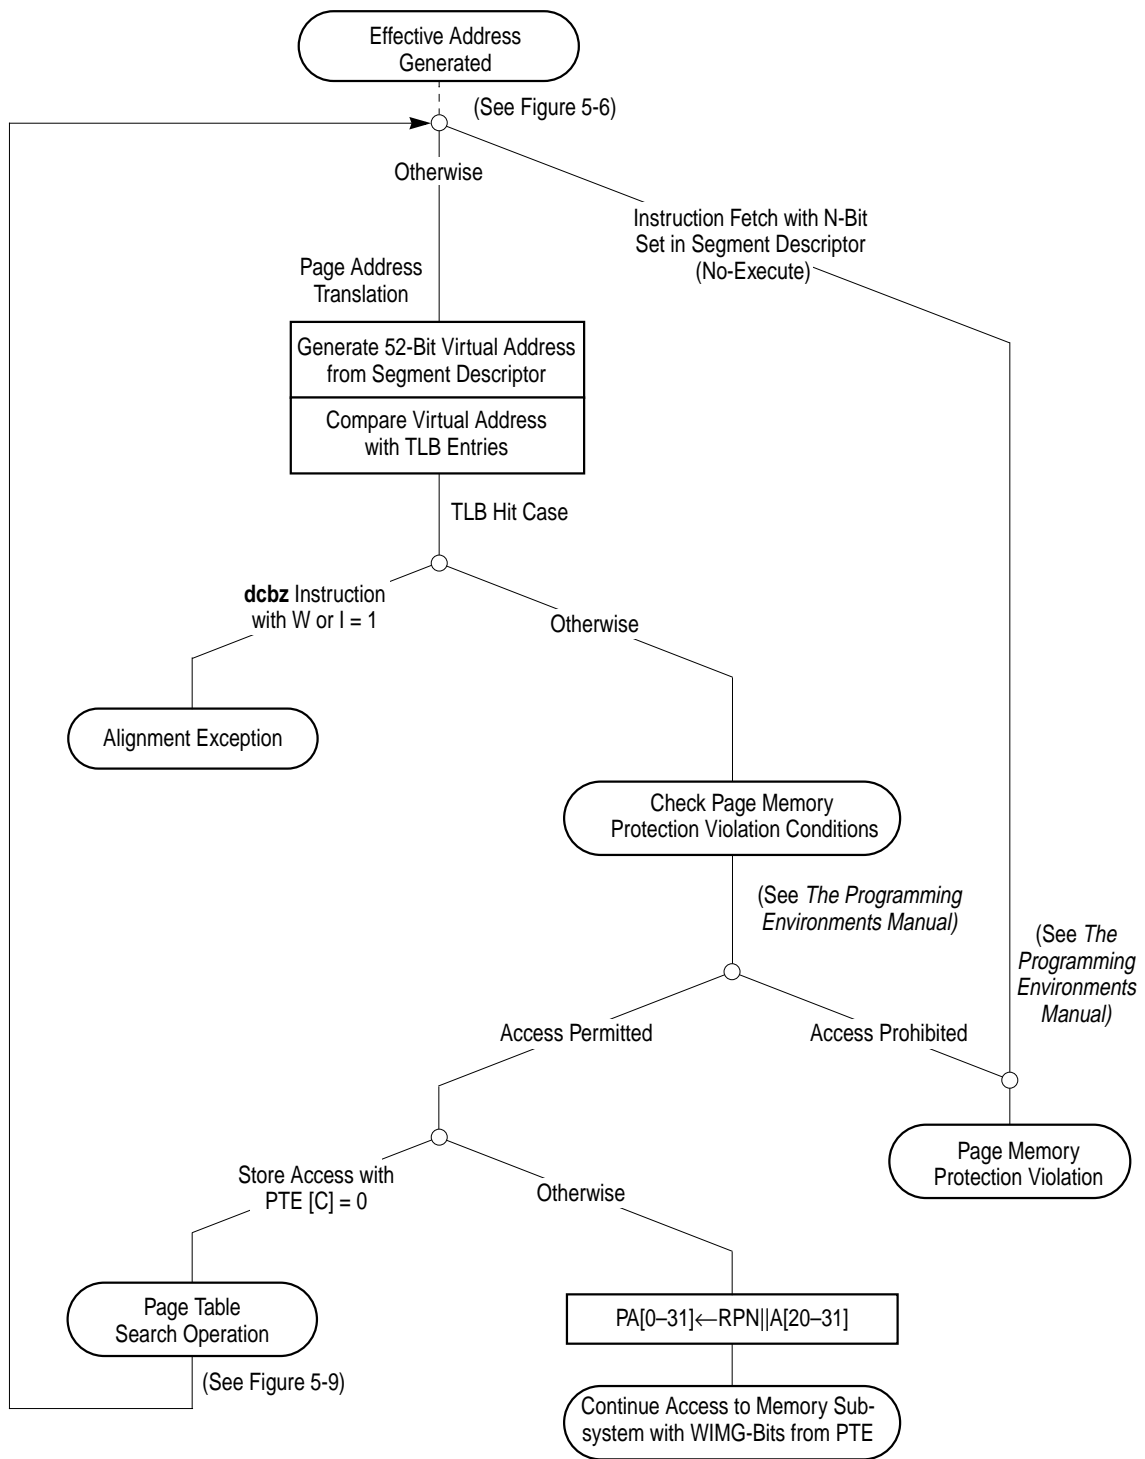 Effective Address
Generated
(See Figure 5-6)
Otherwise
Instruction Fetch with N-Bit
Set in Segment Descriptor
(No-Execute)
Page Address
Translation
Generate 52-Bit Virtual Address
from Segment Descriptor
Compare Virtual Address
with TLB Entries
TLB Hit Case
dcbz Instruction
with W or I = 1
Otherwise
Alignment Exception
Check Page Memory
Protection Violation Conditions
(See The Programming
Environments Manual)
(See The
Programming
Environments
Manual)
Access Permitted
Access Prohibited
Page Memory
Protection Violation
Store Access with
PTE [C] = 0
Otherwise
Page Table
Search Operation
(See Figure 5-9)
PA[0–31]←RPN||A[20–31]
Continue Access to Memory Sub-
system with WIMG-Bits from PTE